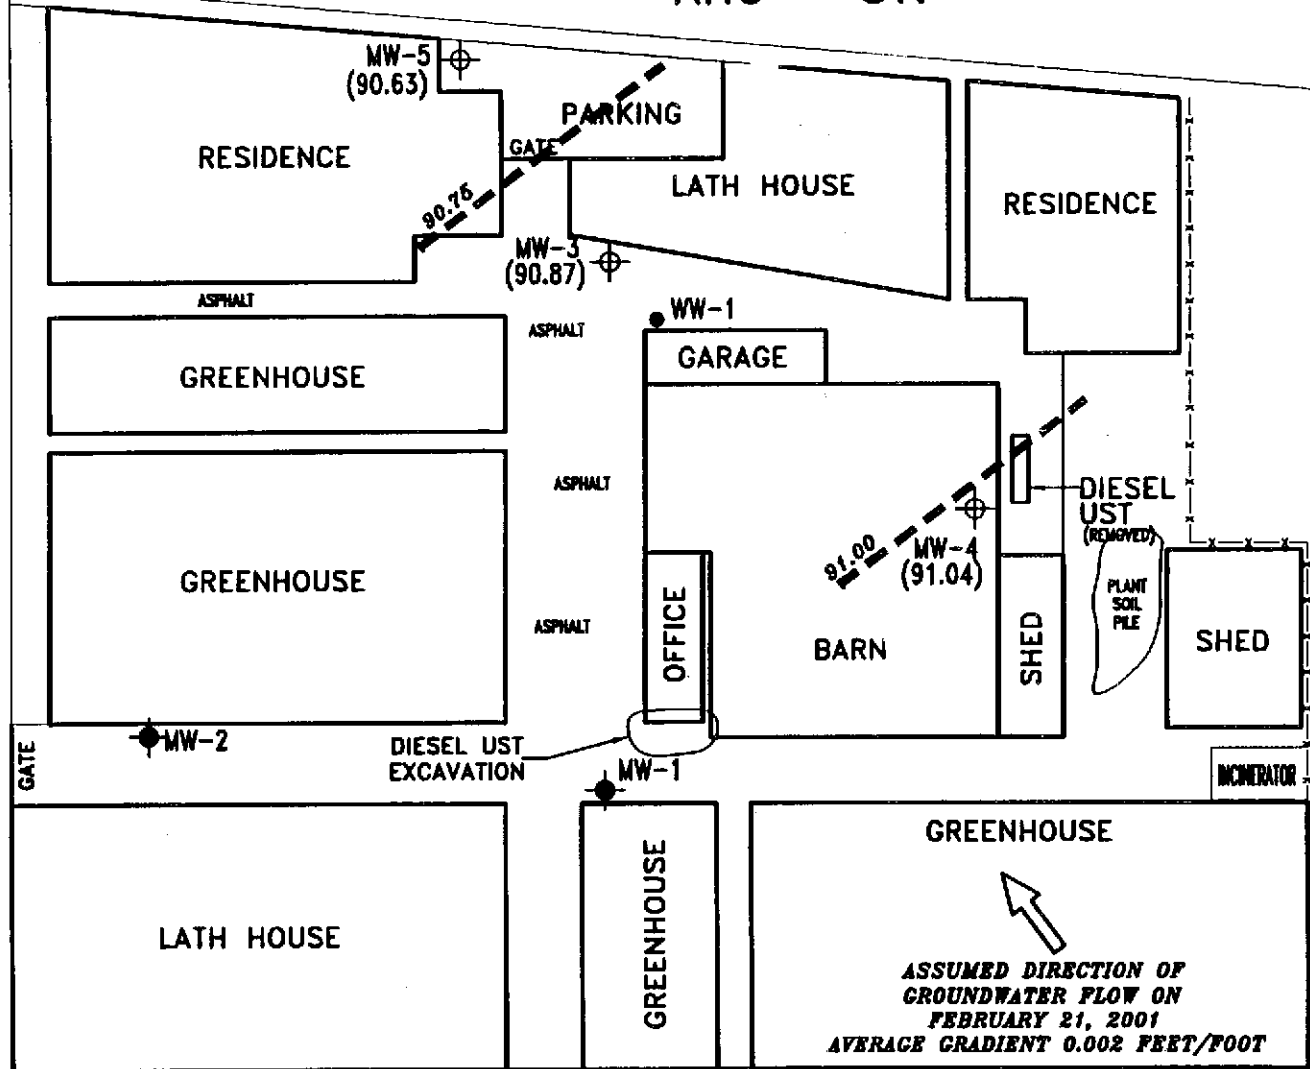 MW-5
(90.63)
PARKING
GATE
RESIDENCE
LATH HOUSE
RESIDENCE
90.75
MW-3
(90.87)
ASPHALT
ASPHALT
WW-1
GARAGE
GREENHOUSE
ASPHALT
DIESEL
UST
(REMOVED)
91.00
MW-4
(91.04)
GREENHOUSE
PLANT
SOIL
PILE
OFFICE
ASPHALT
BARN
SHED
SHED
MW-2
GATE
DIESEL UST
EXCAVATION
MW-1
INCINERATOR
GREENHOUSE
GREENHOUSE
LATH HOUSE
ASSUMED DIRECTION OF
GROUNDWATER FLOW ON
FEBRUARY 21, 2001
AVERAGE GRADIENT 0.002 FEET/FOOT